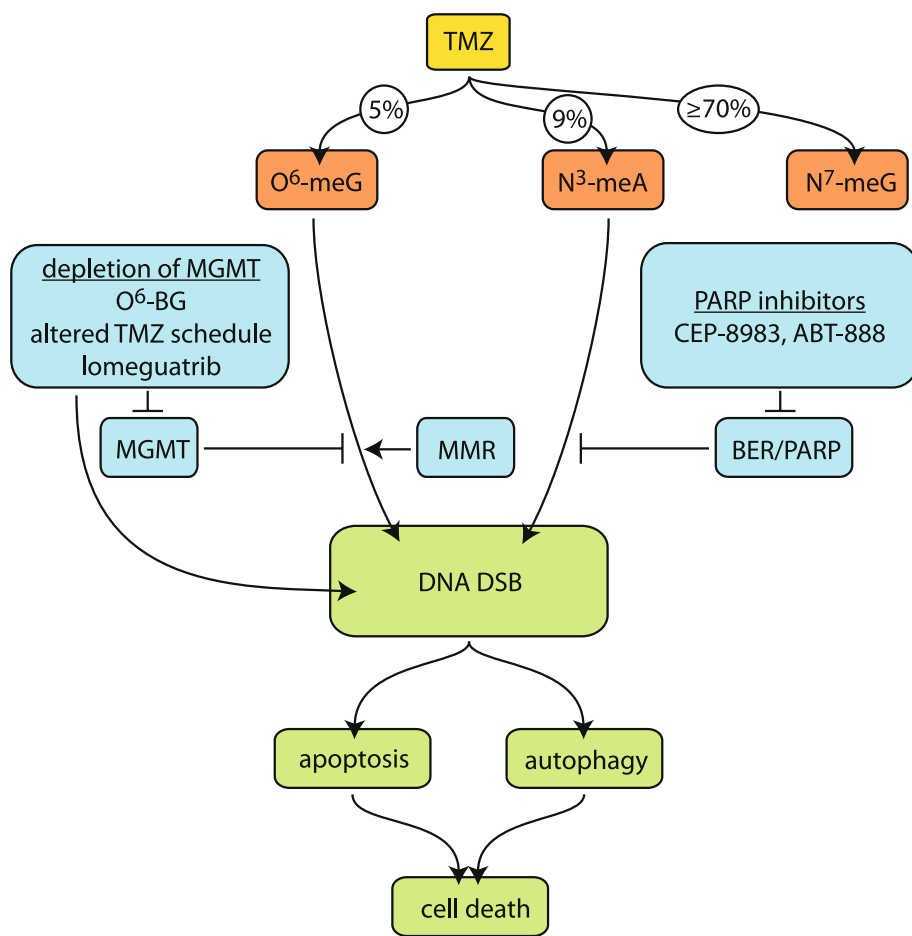 TMZ
5%
9%
≥70%
O⁶-meG
N³-meA
N⁷-meG
depletion of MGMT
O⁶-BG
altered TMZ schedule
lomeguatrib
PARP inhibitors
CEP-8983, ABT-888
MGMT
MMR
BER/PARP
DNA DSB
apoptosis
autophagy
cell death